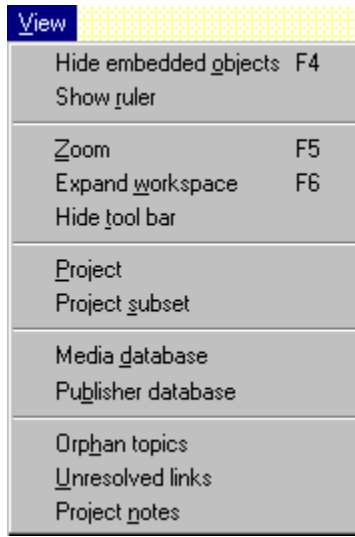 View
Hide embedded objects F4
Show ruler
Zoom F5
Expand workspace F6
Hide tool bar
Project
Project subset
Media database
Publisher database
Orphan topics
Unresolved links
Project notes